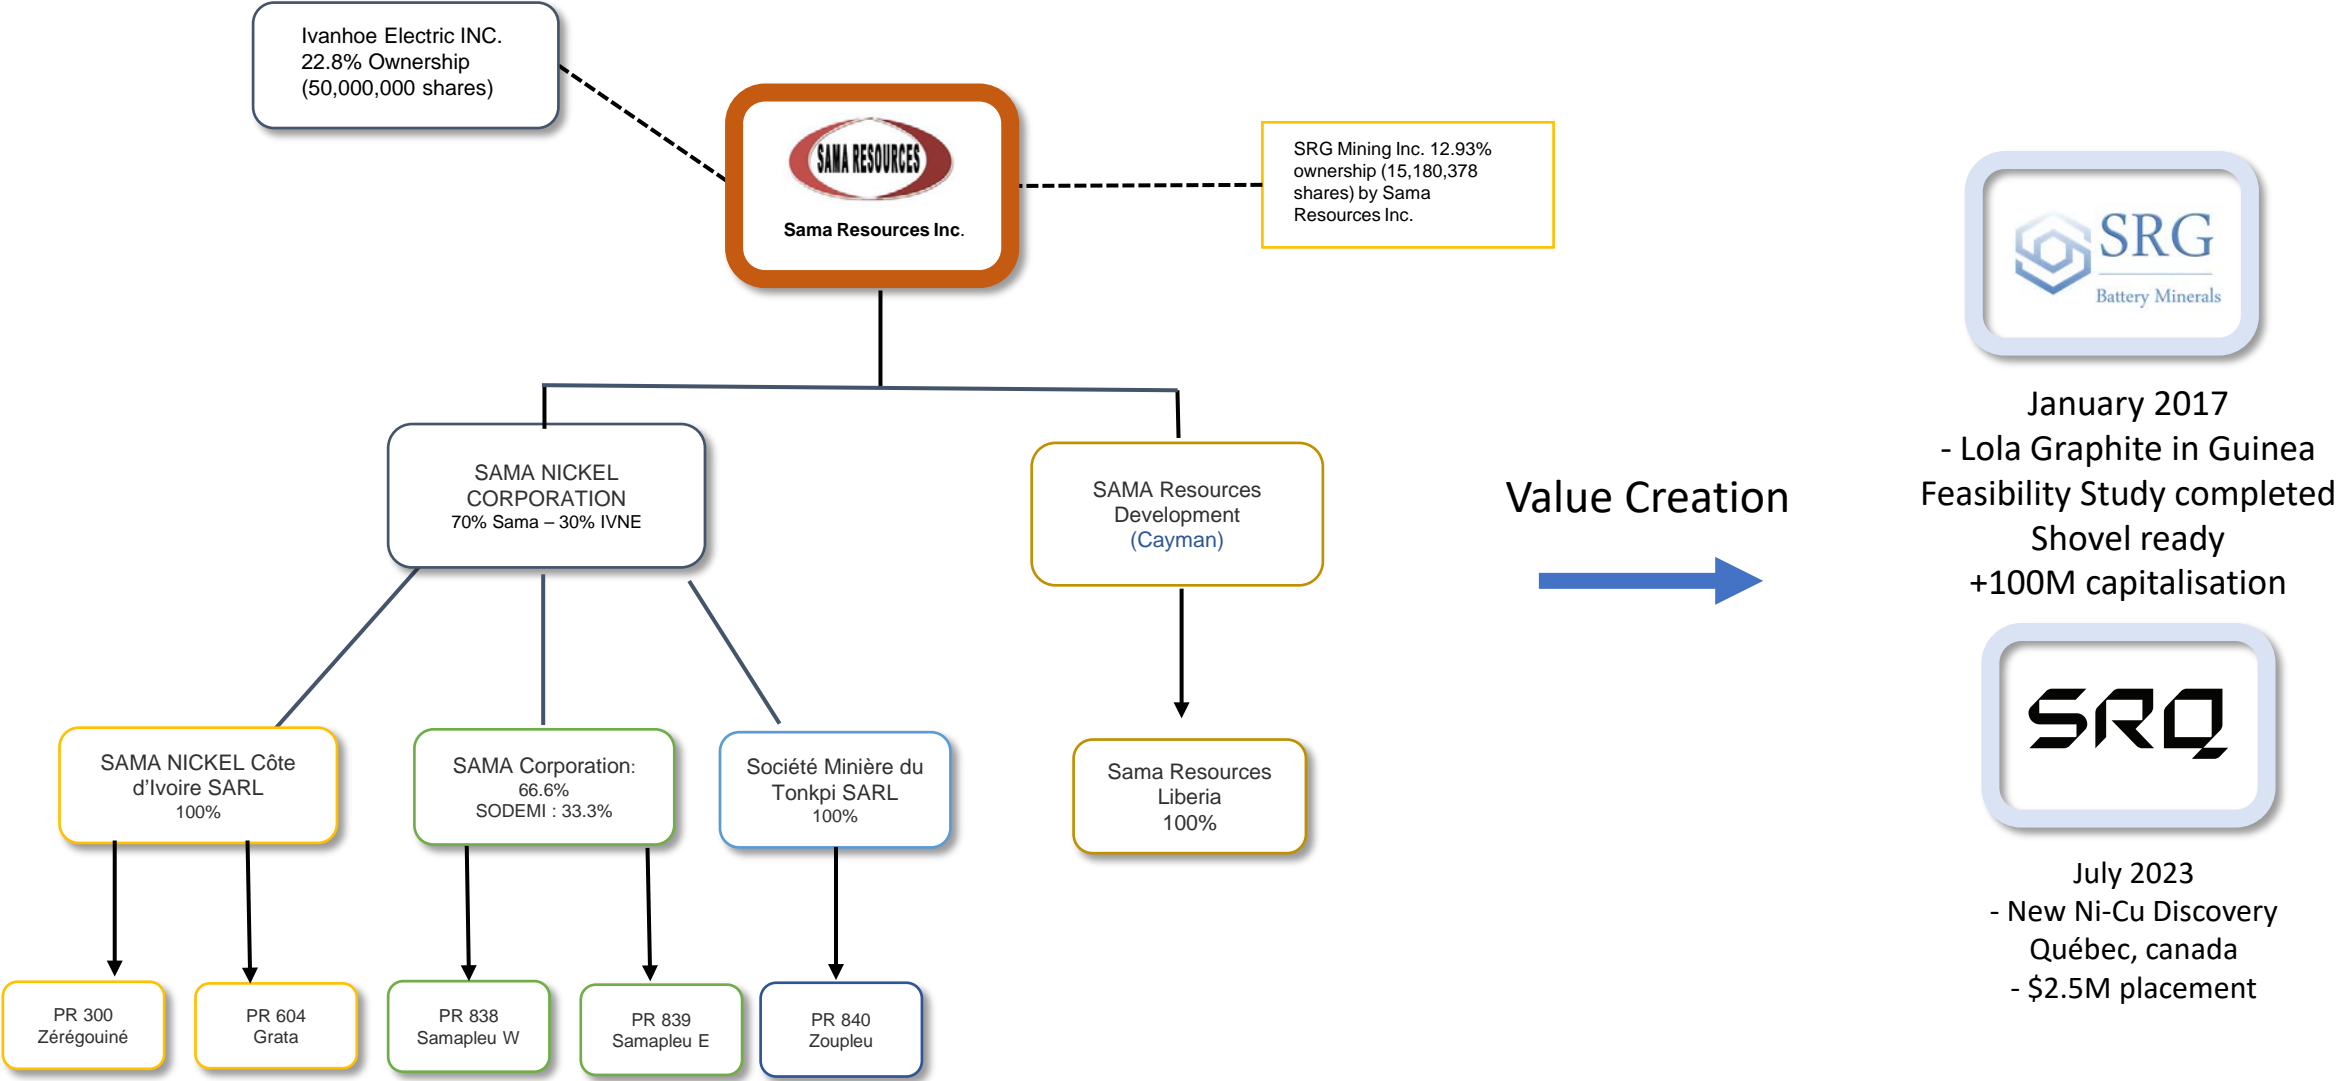 Ivanhoe Electric INC.
22.8% Ownership
(50,000,000 shares)
SAMA RESOURCES
Sama Resources Inc.
SRG Mining Inc. 12.93%
ownership (15,180,378
shares) by Sama
Resources Inc.
SAMA NICKEL
CORPORATION
70% Sama – 30% IVNE
SAMA Resources
Development
(Cayman)
SAMA NICKEL Côte
d'Ivoire SARL
100%
SAMA Corporation:
66.6%
SODEMI : 33.3%
Société Minière du
Tonkpi SARL
100%
Sama Resources
Liberia
100%
PR 300
Zérégouiné
PR 604
Grata
PR 838
Samapleu W
PR 839
Samapleu E
PR 840
Zoupleu
Value Creation
SRG
Battery Minerals
January 2017
- Lola Graphite in Guinea
Feasibility Study completed
Shovel ready
+100M capitalisation
SRQ
July 2023
- New Ni-Cu Discovery
Québec, canada
- $2.5M placement